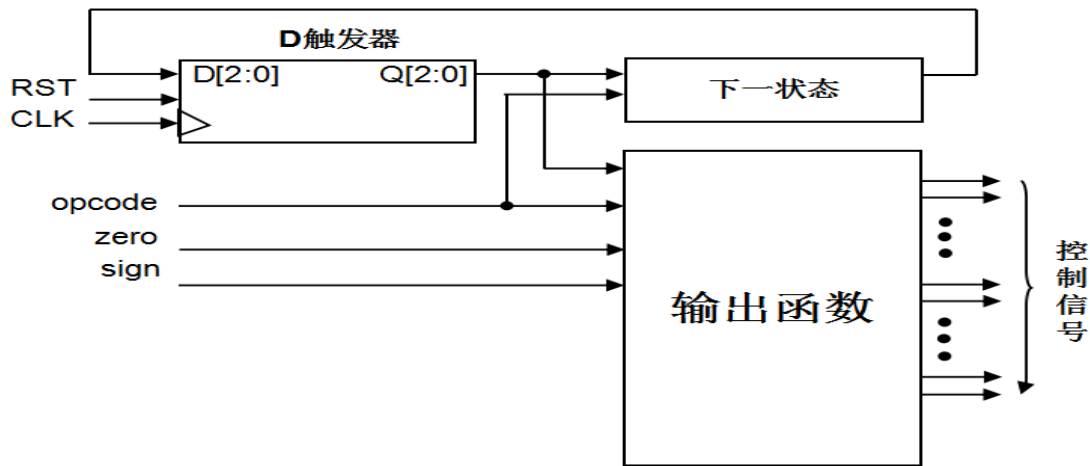 D触发器
D[2:0]
Q[2:0]
RST
CLK
下一状态
opcode
zero
sign
输出函数
控制信号